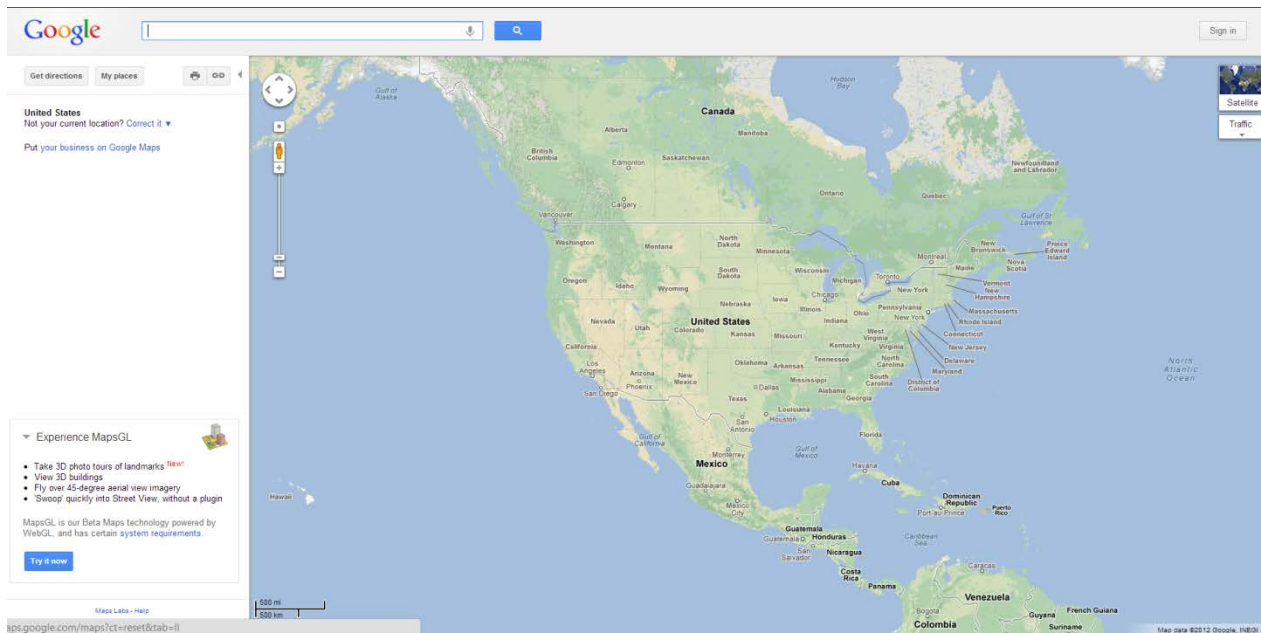 Google
Sign in
Get directions
My places
United States
Not your current location? Correct it ▼
Put your business on Google Maps
Experience MapsGL
Take 3D photo tours of landmarks New!
View 3D buildings
Fly over 45-degree aerial view imagery
'Swoop' quickly into Street View, without a plugin
MapsGL is our Beta Maps technology powered by
WebGL, and has certain system requirements.
Try it now
Maps Labs - Help
aps.google.com/maps?ct=reset&tab=ll
Satellite
Traffic
Hudson
Bay
Gulf of
Alaska
Canada
Alberta
Manitoba
British
Columbia
Edmonton
Saskatchewan
Newfoundland
and Labrador
Ontario
Quebec
Calgary
Vancouver
Gulf of St
Lawrence
Washington
Montana
North
Dakota
Minnesota
Montreal
New
Brunswick
Prince
Edward
Island
Nova
Scotia
Maine
Oregon
Idaho
Wyoming
South
Dakota
Wisconsin
Michigan
Toronto
Vermont
New
Hampshire
New York
Massachusetts
Rhode Island
Connecticut
Nebraska
Iowa
Chicago
Illinois
Ohio
Pennsylvania
New York
Nevada
Utah
Colorado
United States
Kansas
Missouri
Indiana
West
Virginia
Virginia
New Jersey
Delaware
Maryland
District of
Columbia
California
Kentucky
Los
Angeles
Arizona
Phoenix
New
Mexico
Oklahoma
Arkansas
Tennessee
North
Carolina
South
Carolina
San Diego
Dallas
Mississippi
Alabama
Georgia
Texas
Louisiana
Houston
San
Antonio
North
Atlantic
Ocean
Gulf of
California
Monterrey
Gulf of
Mexico
Florida
Mexico
Havana
Cuba
Hawaii
Guadalajara
Mexico
City
Dominican
Republic
Port-au-Prince
Puerto
Rico
Guatemala
Guatemala
Honduras
San
Salvador
Nicaragua
Caribbean
Sea
Costa
Rica
Panama
Caracas
Venezuela
Bogota
Colombia
Guyana
French Guiana
Suriname
500 mi
500 km
Map data ©2012 Google, INEGI